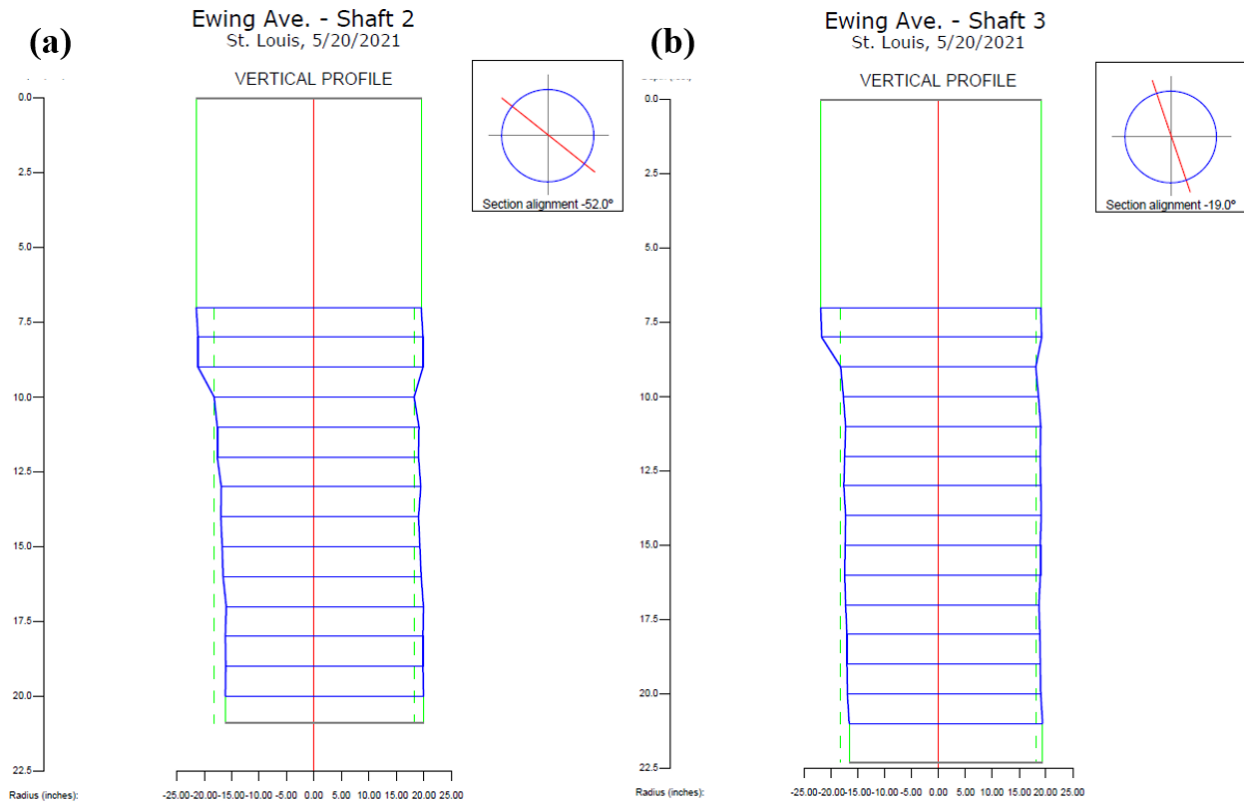 (a)
Ewing Ave. - Shaft 2
St. Louis, 5/20/2021
VERTICAL PROFILE
Section alignment -52.0º
0.0
2.5
5.0
7.5
10.0
12.5
15.0
17.5
20.0
22.5
Radius (inches):
-25.00 -20.00 -15.00 -10.00 -5.00 0.00 5.00 10.00 15.00 20.00 25.00
(b)
Ewing Ave. - Shaft 3
St. Louis, 5/20/2021
VERTICAL PROFILE
Section alignment -19.0º
0.0
2.5
5.0
7.5
10.0
12.5
15.0
17.5
20.0
22.5
Radius (inches):
-25.00 -20.00 -15.00 -10.00 -5.00 0.00 5.00 10.00 15.00 20.00 25.00